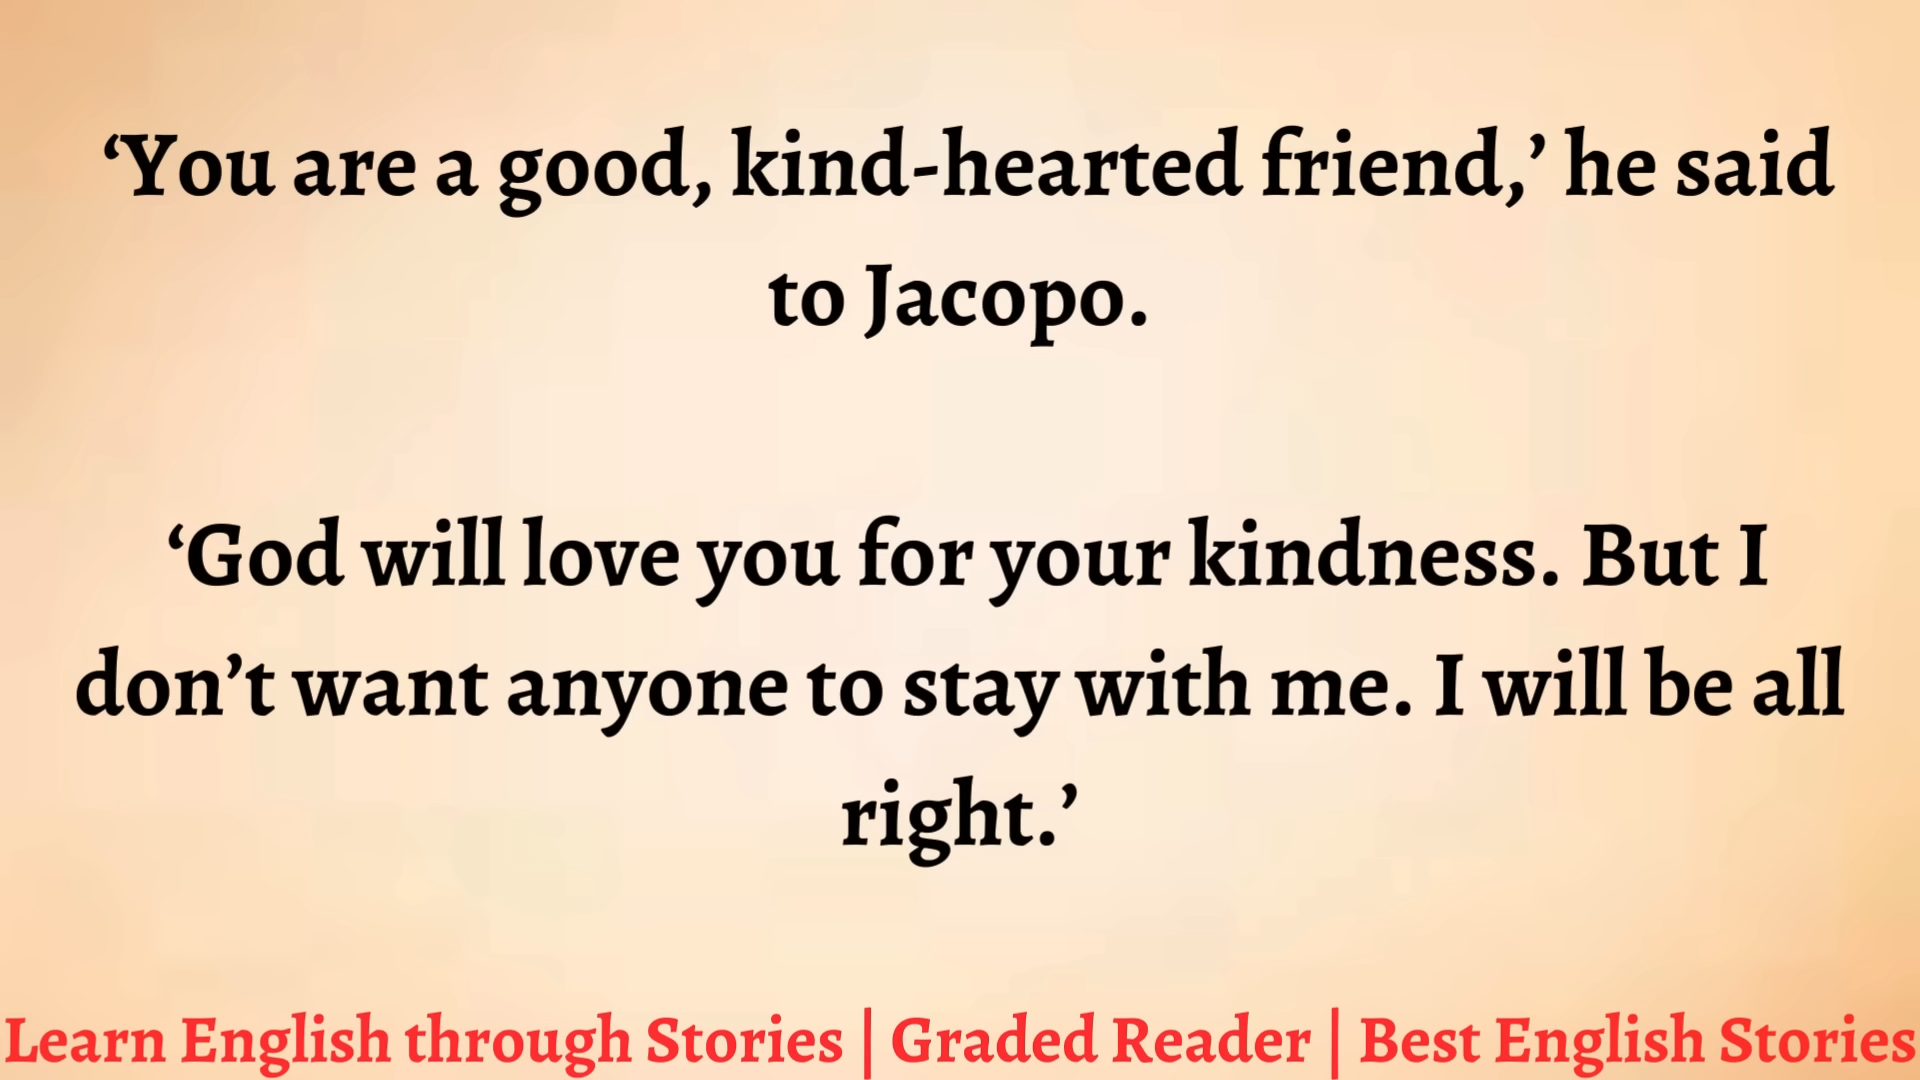 ‘You are a good, kind-hearted friend,’ he said
to Jacopo.
‘God will love you for your kindness. But I
don’t want anyone to stay with me. I will be all
right.’
Learn English through Stories | Graded Reader | Best English Stories